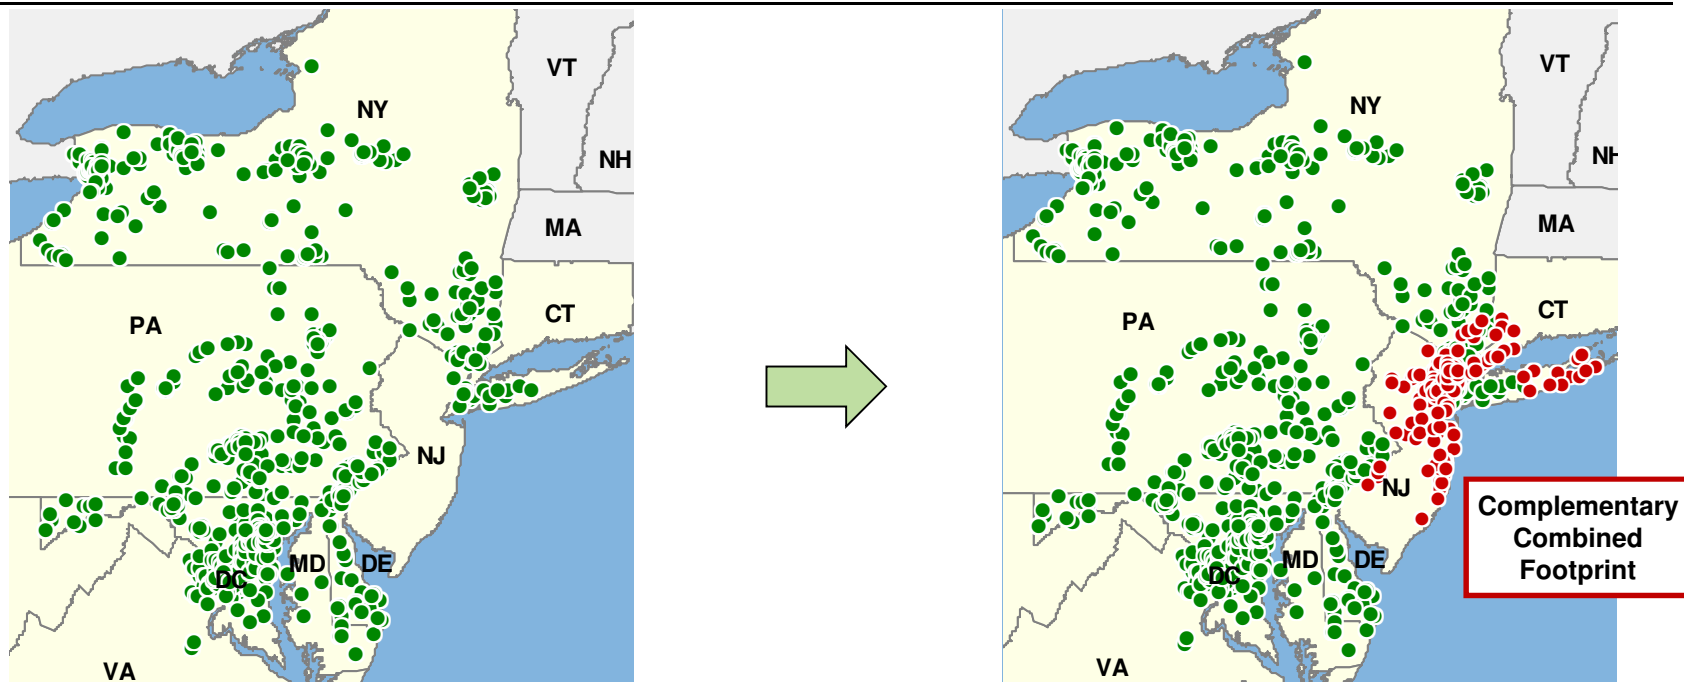 VT
NY
NH
MA
CT
PA
NJ
MD
DE
DC
VA
VT
NY
NH
MA
CT
PA
NJ
Complementary
Combined
Footprint
MD
DE
DC
VA